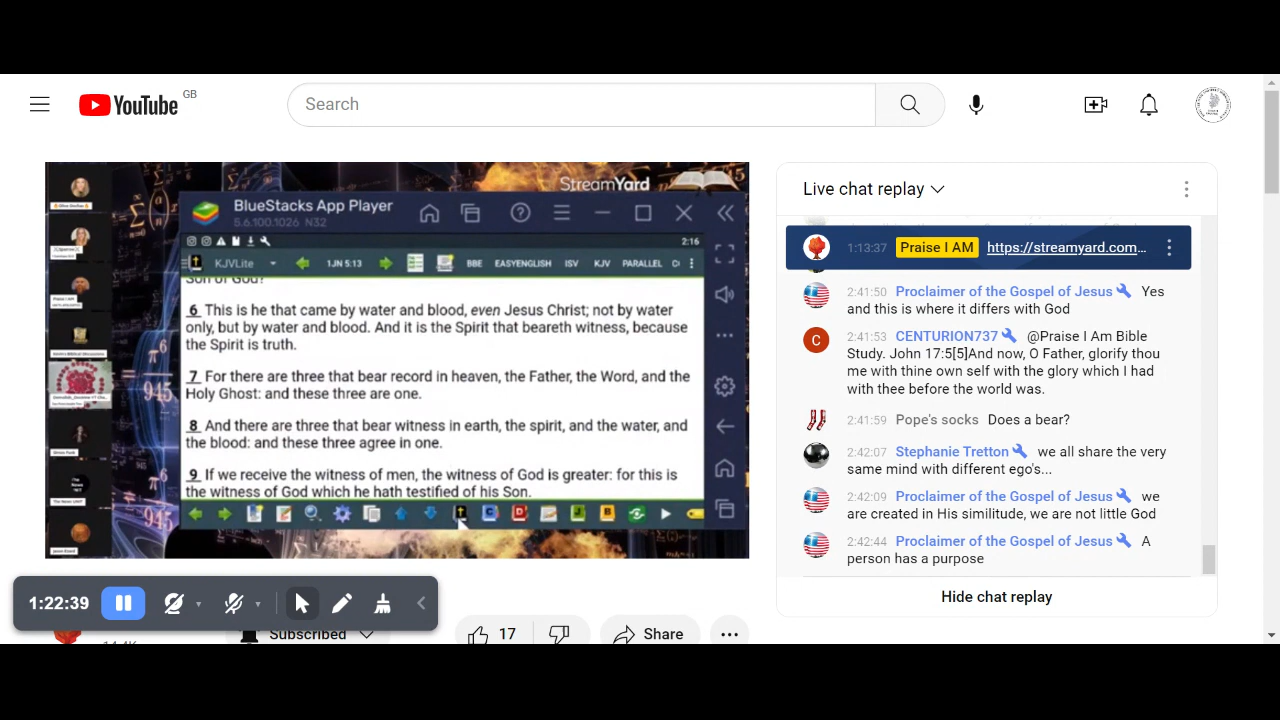 YouTube GB
Search
StreamYard
BlueStacks App Player
5.6.100.1026 N32
2:16
KJVLite 1JN 5:13 BBE EASYENGLISH ISV KJV PARALLEL
Son of God?
6 This is he that came by water and blood, even Jesus Christ; not by water
only, but by water and blood. And it is the Spirit that beareth witness, because
the Spirit is truth.
7 For there are three that bear record in heaven, the Father, the Word, and the
Holy Ghost: and these three are one.
8 And there are three that bear witness in earth, the spirit, and the water, and
the blood: and these three agree in one.
9 If we receive the witness of men, the witness of God is greater: for this is
the witness of God which he hath testified of his Son.
Praise I AM
π6
945
945
Live chat replay
1:13:37 Praise I AM https://streamyard.com...
2:41:50 Proclaimer of the Gospel of Jesus Yes
and this is where it differs with God
C
2:41:53 CENTURION737 @Praise I Am Bible
Study. John 17:5[5]And now, O Father, glorify thou
me with thine own self with the glory which I had
with thee before the world was.
2:41:59 Pope's socks Does a bear?
2:42:07 Stephanie Tretton we all share the very
same mind with different ego's...
2:42:09 Proclaimer of the Gospel of Jesus we
are created in His similitude, we are not little God
2:42:44 Proclaimer of the Gospel of Jesus A
person has a purpose
Hide chat replay
1:22:39
Subscribed
17
Share